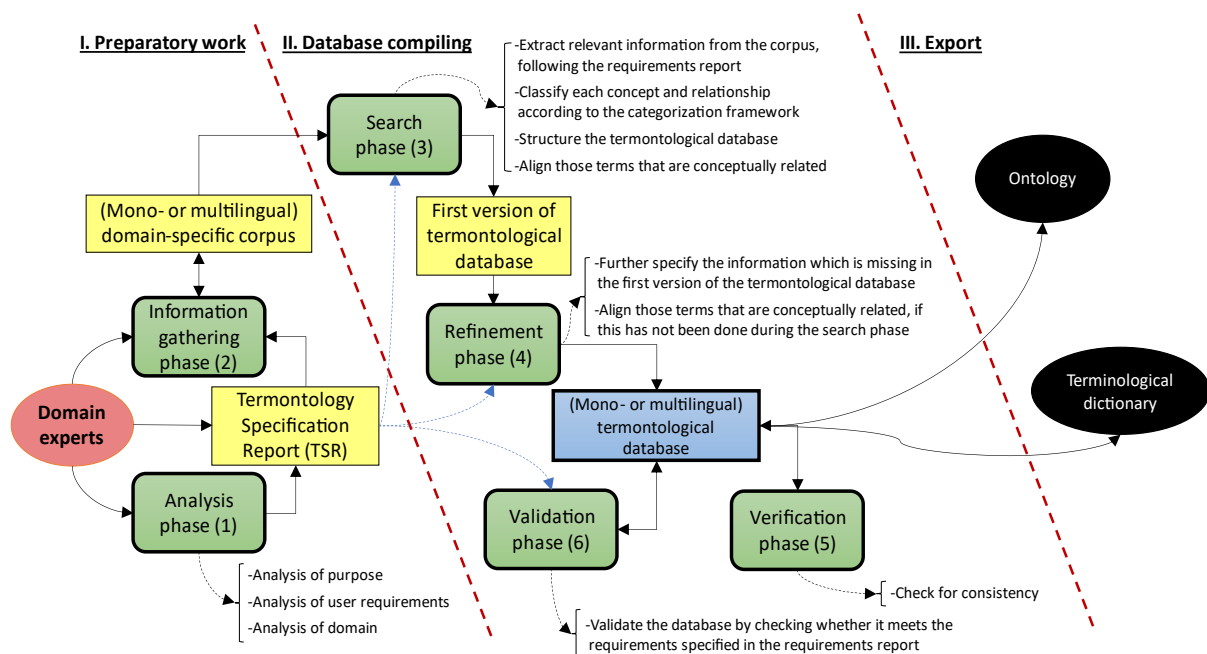 I. Preparatory work
II. Database compiling
III. Export
-Extract relevant information from the corpus,
following the requirements report
-Classify each concept and relationship
according to the categorization framework
-Structure the termontological database
-Align those terms that are conceptually related
Search
phase (3)
(Mono- or multilingual)
domain-specific corpus
First version of
termontological
database
Ontology
-Further specify the information which is missing in
the first version of the termontological database
-Align those terms that are conceptually related, if
this has not been done during the search phase
Information
gathering
phase (2)
Refinement
phase (4)
Domain
experts
Termontology
Specification
Report (TSR)
(Mono- or multilingual)
termontological
database
Terminological
dictionary
Analysis
phase (1)
Validation
phase (6)
Verification
phase (5)
-Analysis of purpose
-Analysis of user requirements
-Analysis of domain
-Check for consistency
-Validate the database by checking whether it meets the
requirements specified in the requirements report